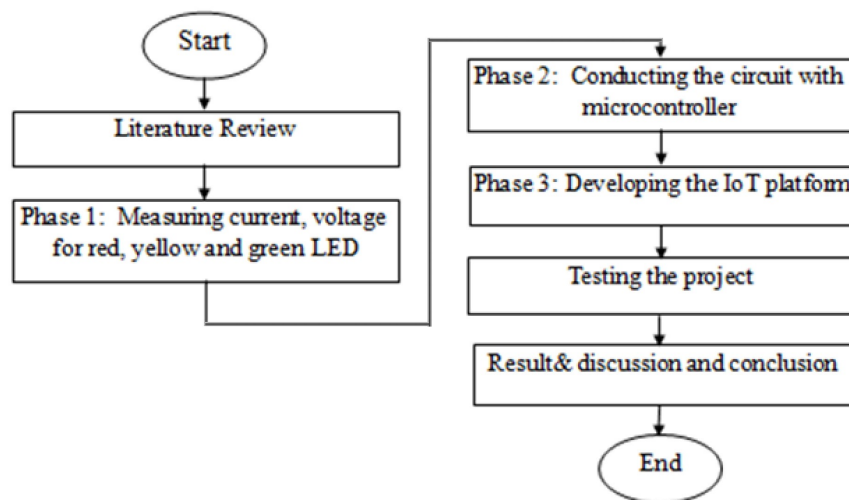 Start
Literature Review
Phase 1: Measuring current, voltage
for red, yellow and green LED
Phase 2: Conducting the circuit with
microcontroller
Phase 3: Developing the IoT platform
Testing the project
Result& discussion and conclusion
End